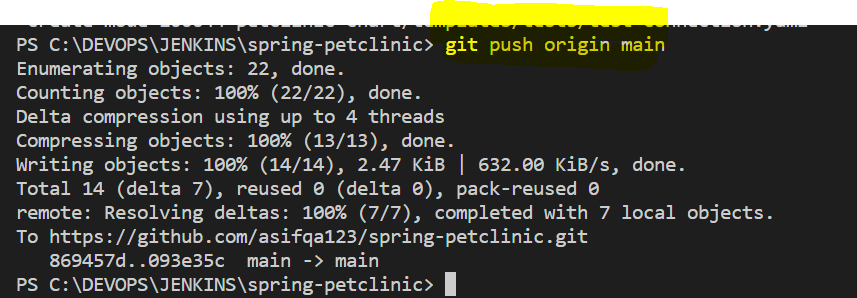 PS C:\DEVOPS\JENKINS\spring-petclinic> git push origin main
Enumerating objects: 22, done.
Counting objects: 100% (22/22), done.
Delta compression using up to 4 threads
Compressing objects: 100% (13/13), done.
Writing objects: 100% (14/14), 2.47 KiB | 632.00 KiB/s, done.
Total 14 (delta 7), reused 0 (delta 0), pack-reused 0
remote: Resolving deltas: 100% (7/7), completed with 7 local objects.
To https://github.com/asifqa123/spring-petclinic.git
   869457d..093e35c  main -> main
PS C:\DEVOPS\JENKINS\spring-petclinic>